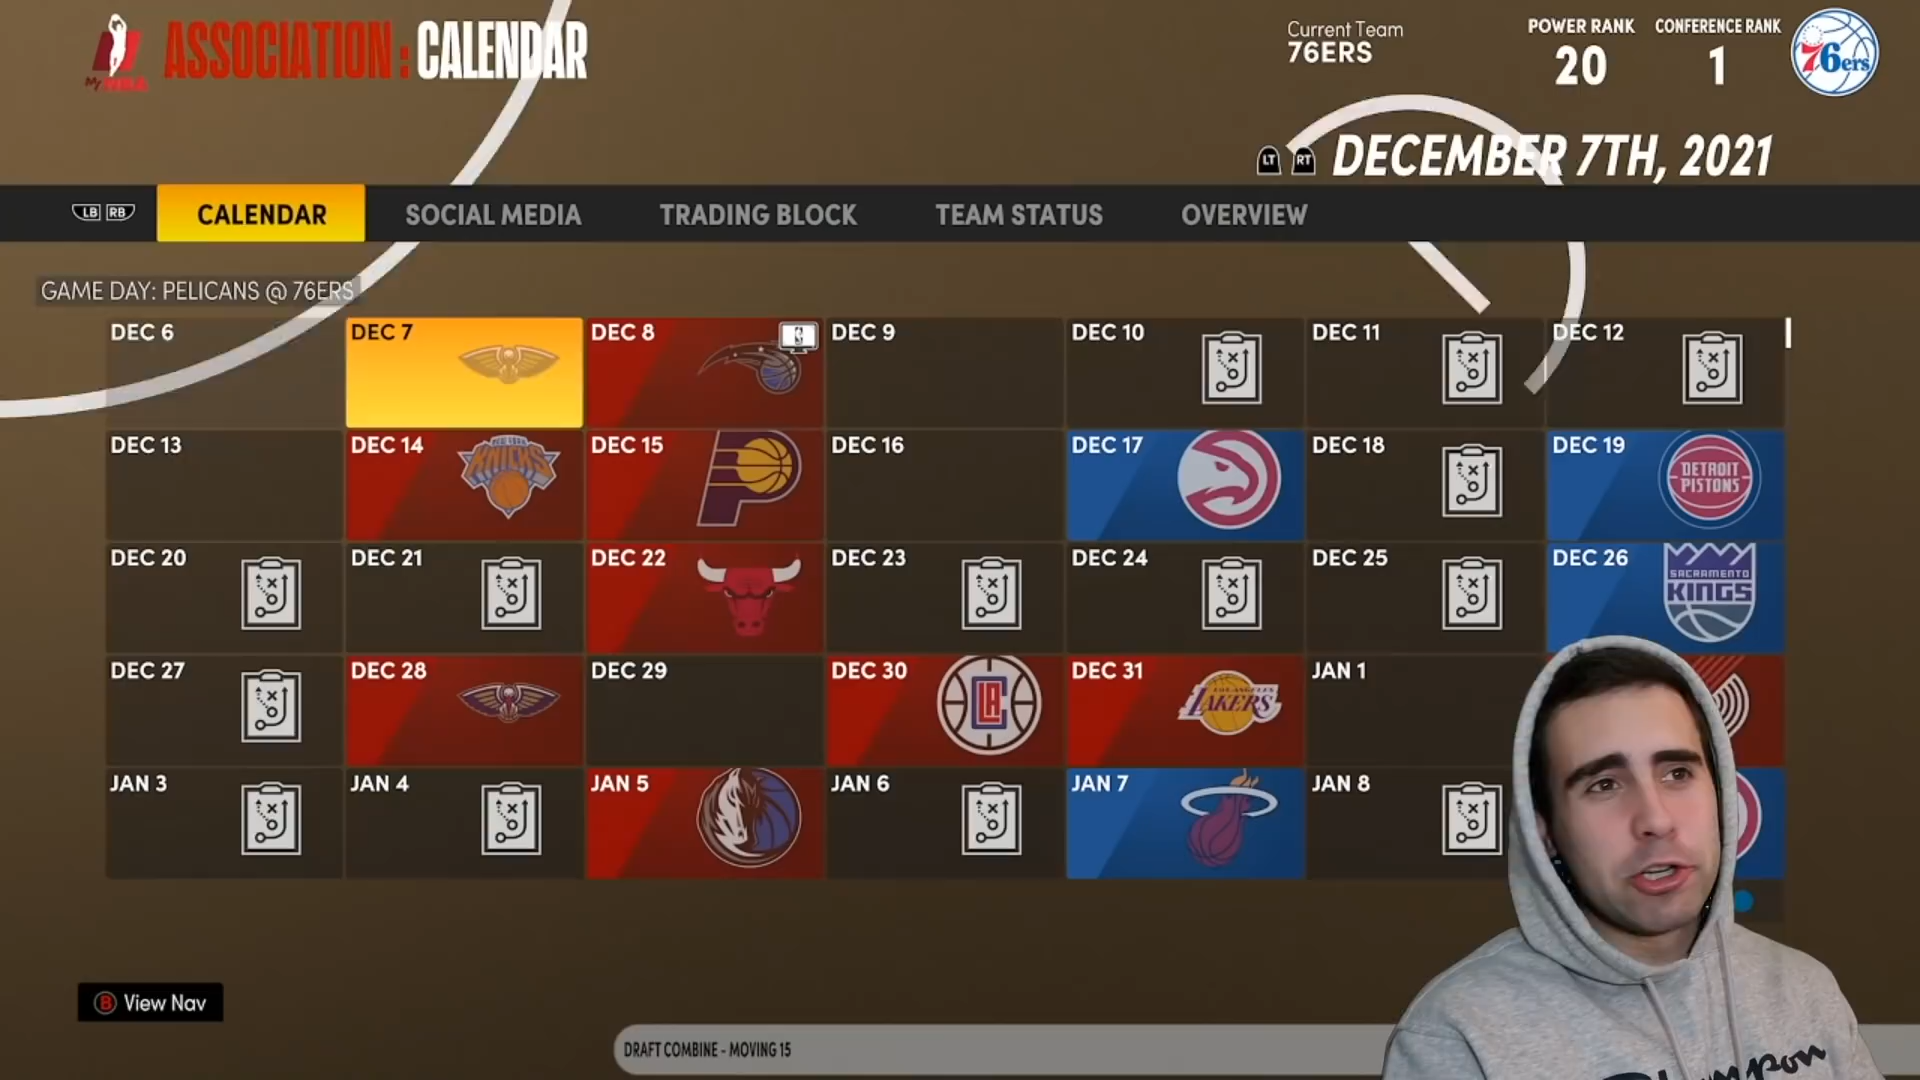 My NBA
ASSOCIATION : CALENDAR
Current Team
76ERS
POWER RANK
20
CONFERENCE RANK
1
76ers
LT RT DECEMBER 7TH, 2021
LB RB CALENDAR SOCIAL MEDIA TRADING BLOCK TEAM STATUS OVERVIEW
GAME DAY: PELICANS @ 76ERS
DEC 6 DEC 7 DEC 8 DEC 9 DEC 10 DEC 11 DEC 12
DEC 13 DEC 14 NEW YORK KNICKS DEC 15 DEC 16 DEC 17 DEC 18 DEC 19 DETROIT PISTONS
DEC 20 DEC 21 DEC 22 DEC 23 DEC 24 DEC 25 DEC 26 SACRAMENTO KINGS
DEC 27 DEC 28 DEC 29 DEC 30 LA DEC 31 LOS ANGELES LAKERS JAN 1
JAN 3 JAN 4 JAN 5 JAN 6 JAN 7 JAN 8
B View Nav
DRAFT COMBINE - MOVING 15